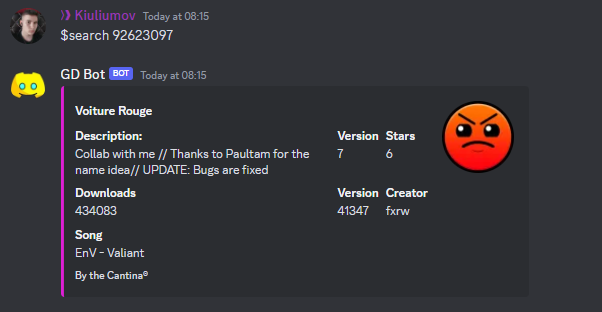 Kiuliumov Today at 08:15
$search 92623097
GD Bot BOT Today at 08:15
Voiture Rouge
Description: Version Stars
Collab with me // Thanks to Paultam for the 7 6
name idea// UPDATE: Bugs are fixed
Downloads Version Creator
434083 41347 fxrw
Song
EnV - Valiant
By the Cantina®